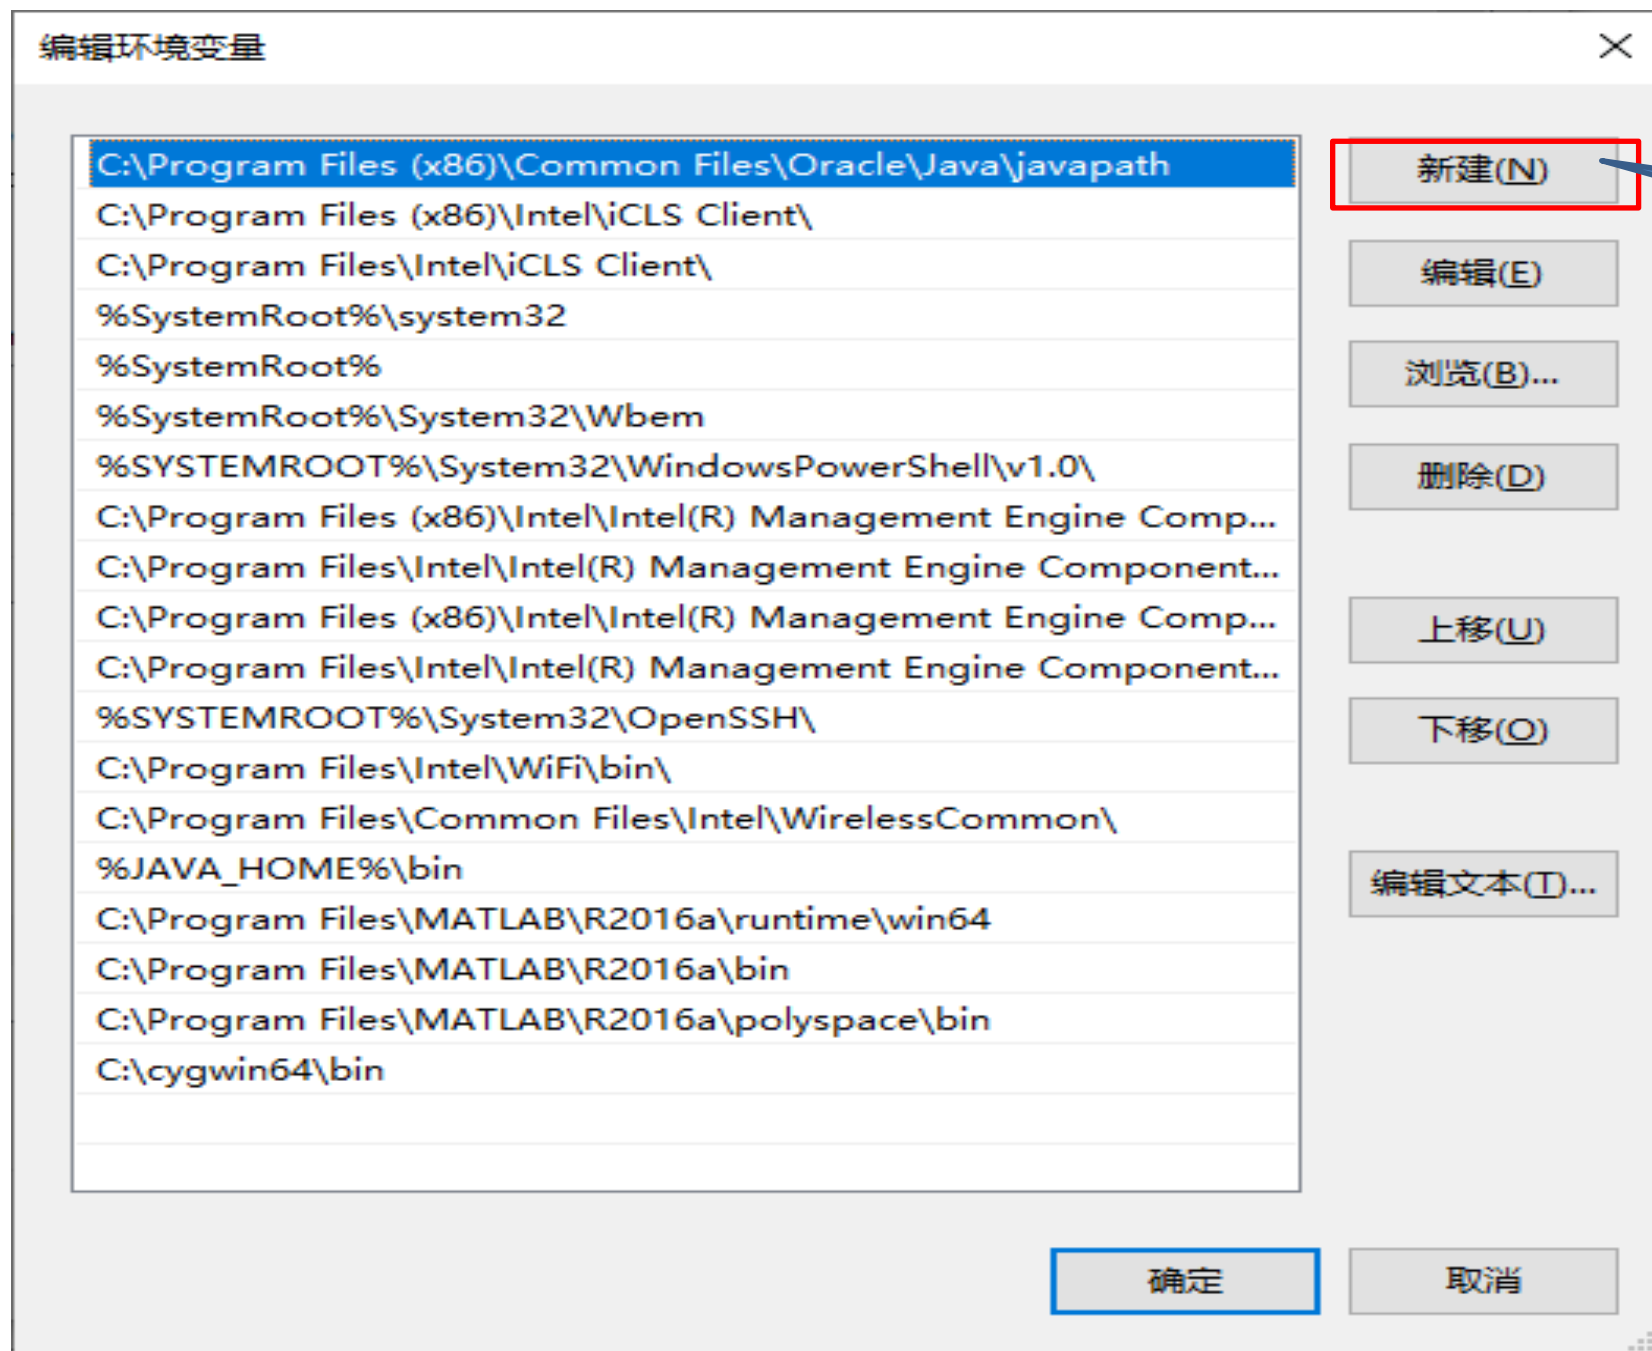 编辑环境变量
C:\Program Files (x86)\Common Files\Oracle\Java\javapath
C:\Program Files (x86)\Intel\iCLS Client\
C:\Program Files\Intel\iCLS Client\
%SystemRoot%\system32
%SystemRoot%
%SystemRoot%\System32\Wbem
%SYSTEMROOT%\System32\WindowsPowerShell\v1.0\
C:\Program Files (x86)\Intel\Intel(R) Management Engine Comp...
C:\Program Files\Intel\Intel(R) Management Engine Component...
C:\Program Files (x86)\Intel\Intel(R) Management Engine Comp...
C:\Program Files\Intel\Intel(R) Management Engine Component...
%SYSTEMROOT%\System32\OpenSSH\
C:\Program Files\Intel\WiFi\bin\
C:\Program Files\Common Files\Intel\WirelessCommon\
%JAVA_HOME%\bin
C:\Program Files\MATLAB\R2016a\runtime\win64
C:\Program Files\MATLAB\R2016a\bin
C:\Program Files\MATLAB\R2016a\polyspace\bin
C:\cygwin64\bin
新建(N)
编辑(E)
浏览(B)...
删除(D)
上移(U)
下移(O)
编辑文本(T)...
确定
取消